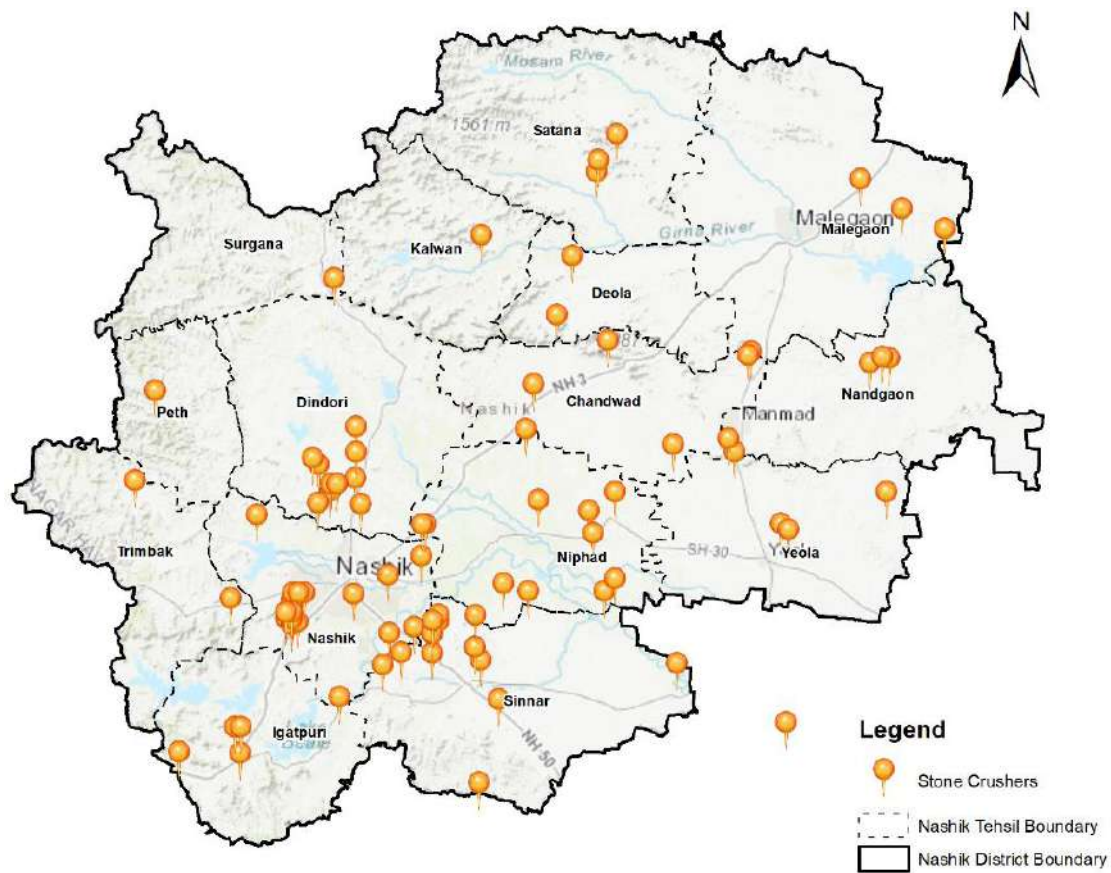 N
Mosam River
1561 m
Satana
Malegaon
Malegaon
Girna River
Kalwan
Surgana
Deola
NH 3
Chandwad
Nandgaon
Manmad
Nashik
Dindori
Peth
Trimbak
Niphad
SH-30
Yeola
Nashik
Nashik
Sinnar
Igatpuri
Lake
NH 50
Legend
Stone Crushers
Nashik Tehsil Boundary
Nashik District Boundary